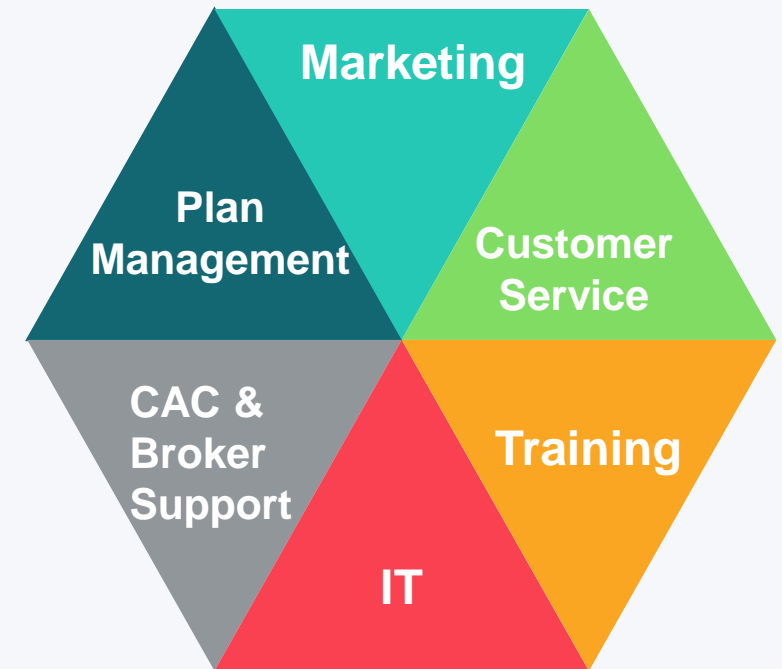 Marketing
Plan
Management
Customer
Service
CAC &
Broker
Support
Training
IT